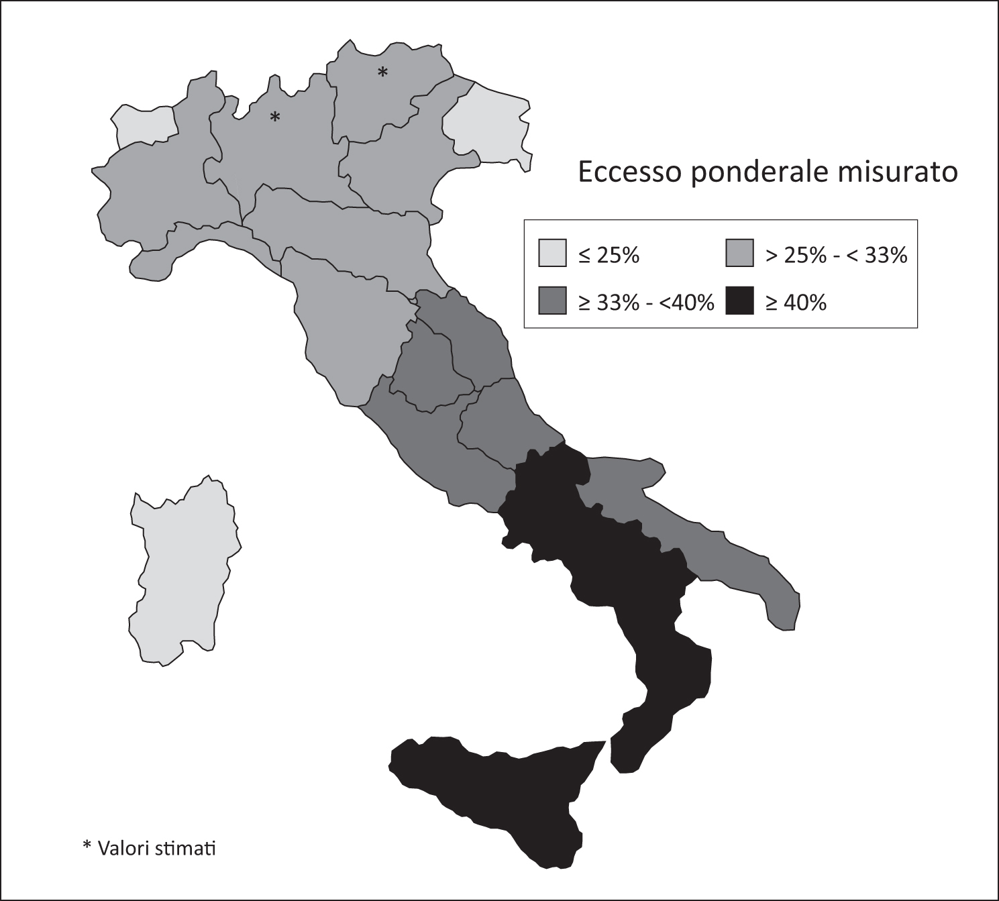 *
*
Eccesso ponderale misurato
≤ 25%
> 25% - < 33%
≥ 33% - <40%
≥ 40%
* Valori stimati